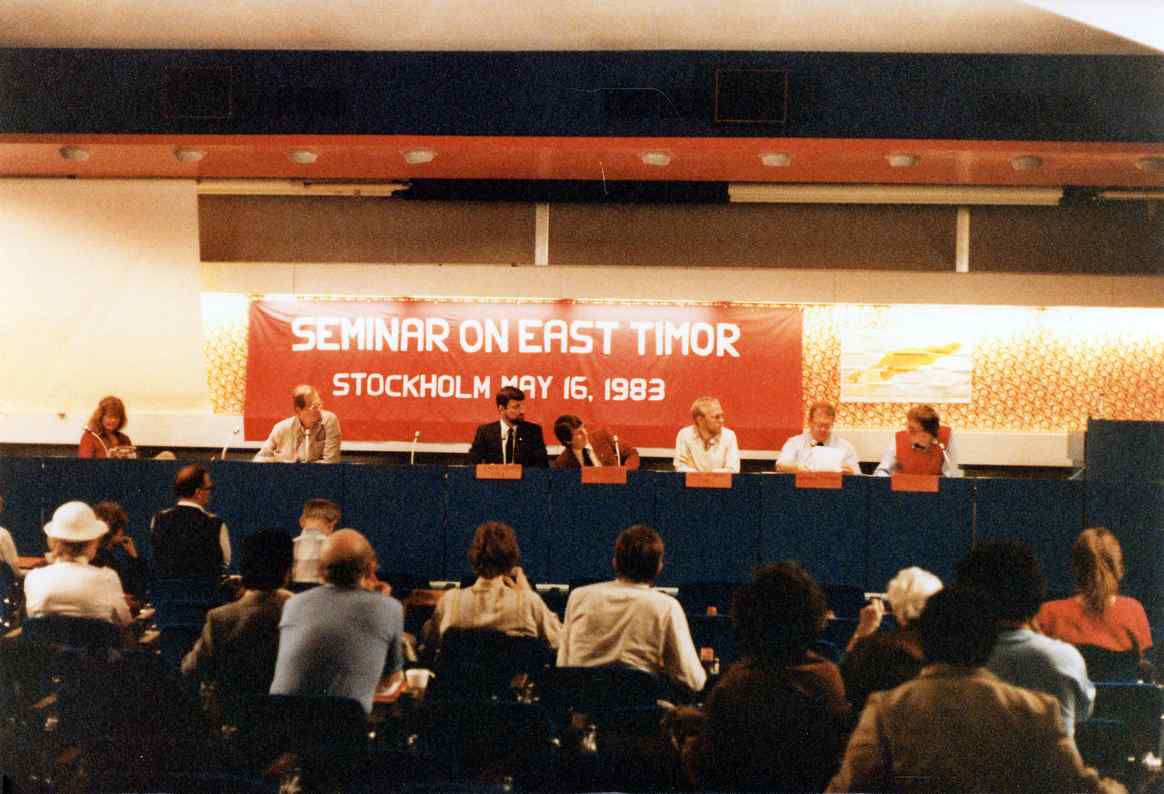 SEMINAR ON EAST TIMOR
STOCKHOLM MAY 16, 1983